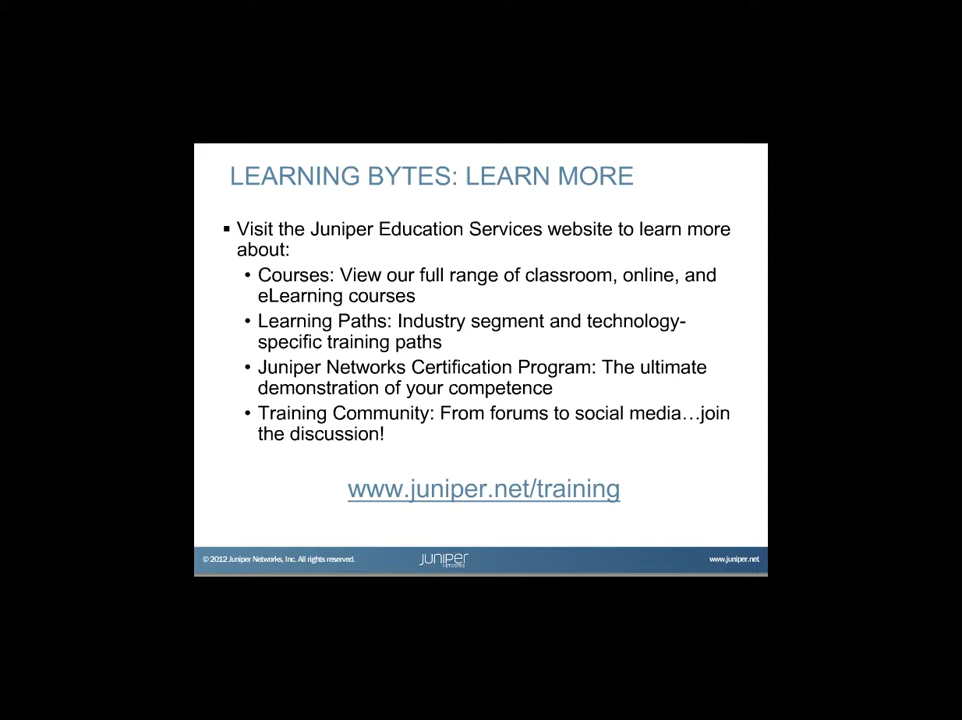 LEARNING BYTES: LEARN MORE
▪ Visit the Juniper Education Services website to learn more
about:
• Courses: View our full range of classroom, online, and
eLearning courses
• Learning Paths: Industry segment and technology-
specific training paths
• Juniper Networks Certification Program: The ultimate
demonstration of your competence
• Training Community: From forums to social media…join
the discussion!
www.juniper.net/training
© 2012 Juniper Networks, Inc. All rights reserved.
JUNIPER
NETWORKS
www.juniper.net